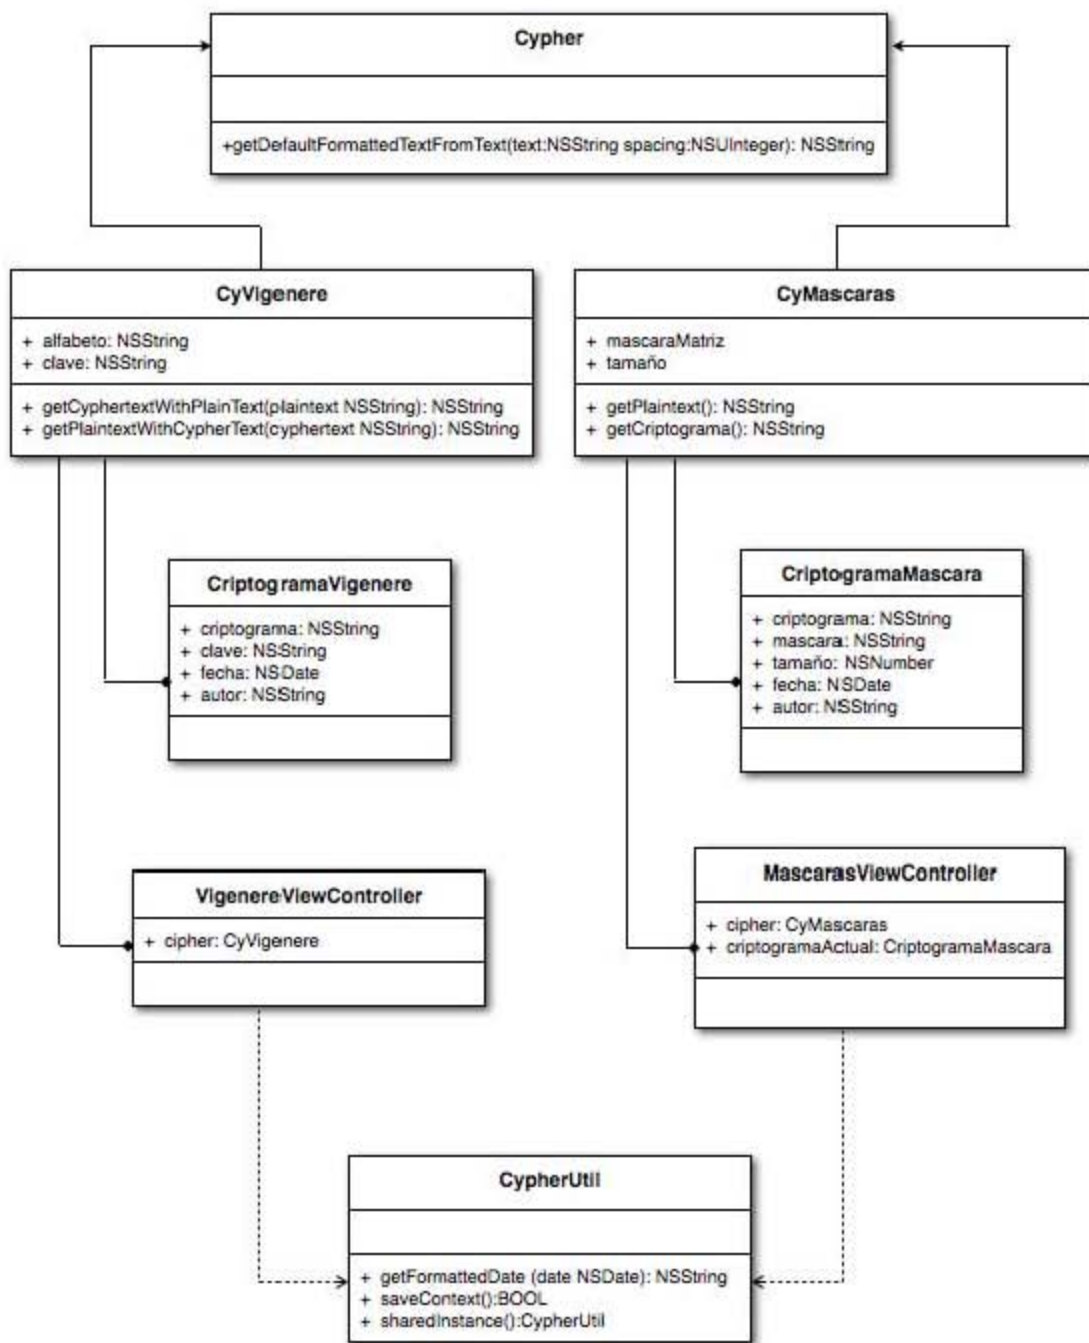 Cypher
+getDefaultFormattedTextFromText(text:NSString spacing:NSUInteger): NSString
CyVigenere
+ alfabeto: NSString
+ clave: NSString
+ getCyphertextWithPlainText(plaintext NSString): NSString
+ getPlaintextWithCypherText(cyphertext NSString): NSString
CyMascaras
+ mascaraMatriz
+ tamaño
+ getPlaintext(): NSString
+ getCriptograma(): NSString
CriptogramaVigenere
+ criptograma: NSString
+ clave: NSString
+ fecha: NSDate
+ autor: NSString
CriptogramaMascara
+ criptograma: NSString
+ mascara: NSString
+ tamaño: NSNumber
+ fecha: NSDate
+ autor: NSString
VigenereViewController
+ cipher: CyVigenere
MascarasViewController
+ cipher: CyMascaras
+ criptogramaActual: CriptogramaMascara
CypherUtil
+ getFormattedDate (date NSDate): NSString
+ saveContext():BOOL
+ sharedInstance():CypherUtil